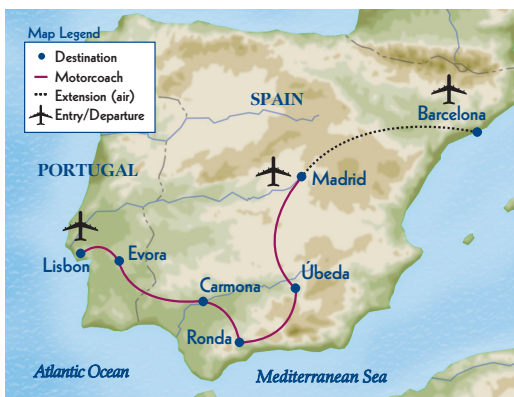 Map Legend
Destination
Motorcoach
Extension (air)
Entry/Departure
SPAIN
Barcelona
PORTUGAL
Madrid
Lisbon
Evora
Carmona
Úbeda
Ronda
Atlantic Ocean
Mediterranean Sea